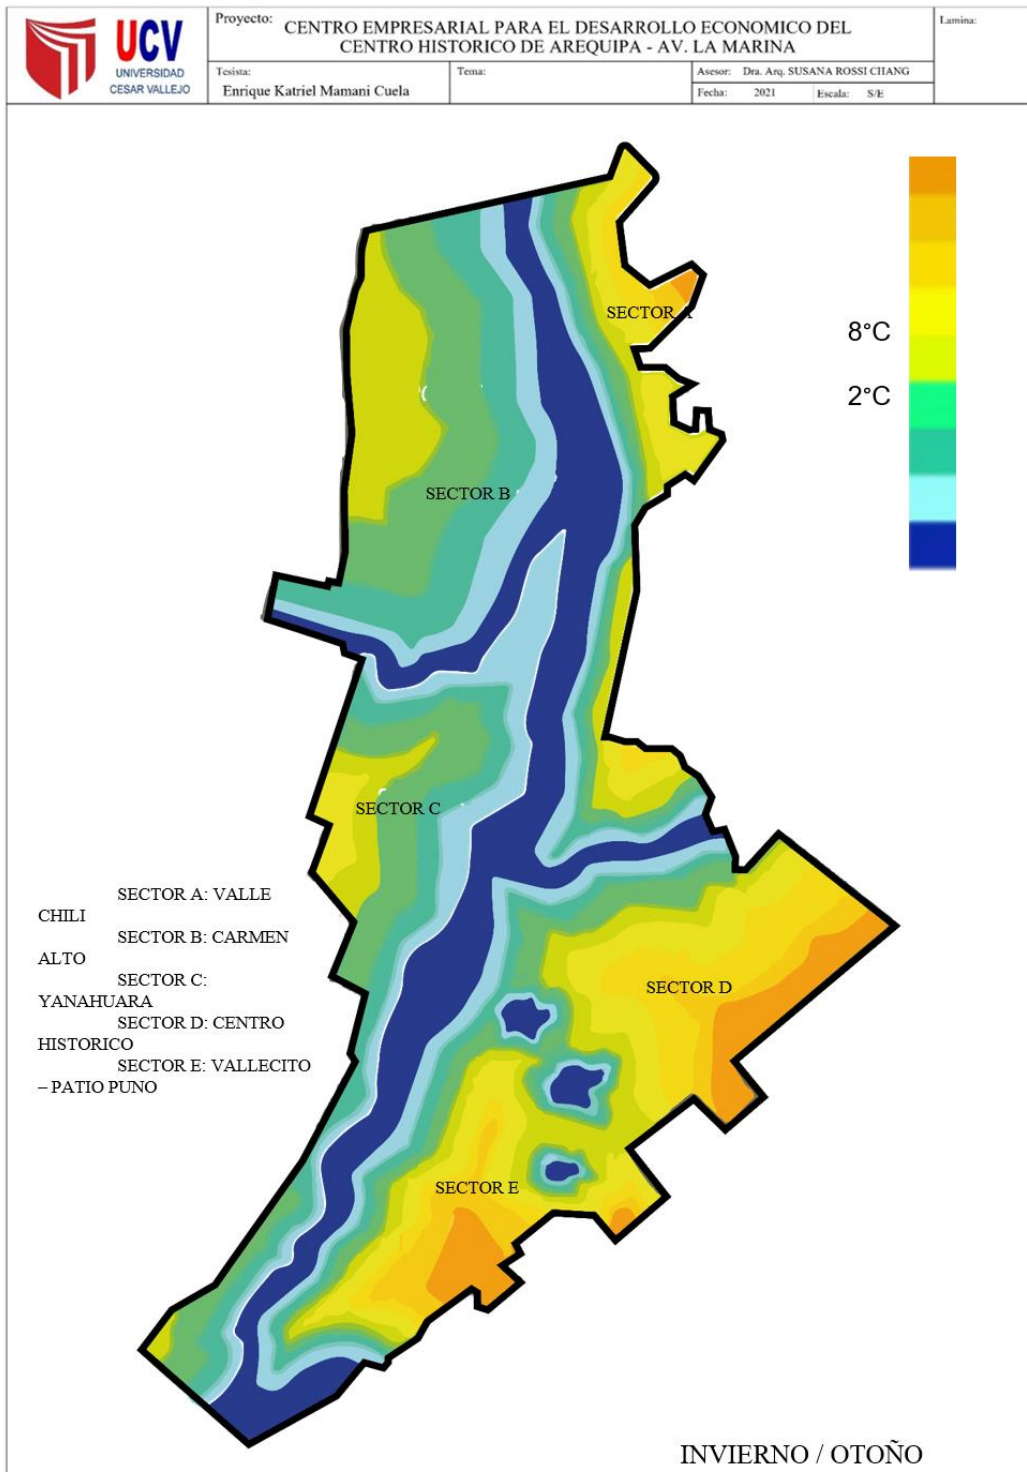 UCV
UNIVERSIDAD
CESAR VALLEJO
Proyecto: CENTRO EMPRESARIAL PARA EL DESARROLLO ECONOMICO DEL
CENTRO HISTORICO DE AREQUIPA - AV. LA MARINA
Lamina:
Tesista:
Enrique Katriel Mamani Cuela
Tema:
Asesor: Dra. Arq. SUSANA ROSSI CHANG
Fecha: 2021 Escala: S/E
SECTOR A
8°C
2°C
SECTOR B
SECTOR C
SECTOR A: VALLE
CHILI
SECTOR B: CARMEN
ALTO
SECTOR C:
YANAHUARA
SECTOR D: CENTRO
HISTORICO
SECTOR E: VALLECITO
– PATIO PUNO
SECTOR D
SECTOR E
INVIERNO / OTOÑO